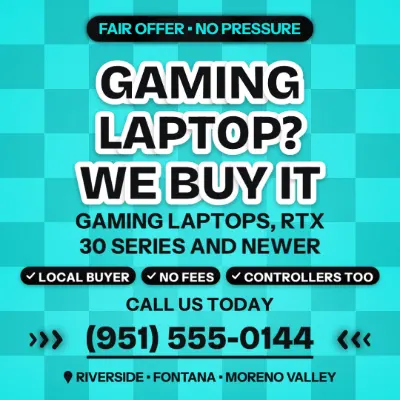 FAIR OFFER • NO PRESSURE
GAMING
LAPTOP?
WE BUY IT
GAMING LAPTOPS, RTX
30 SERIES AND NEWER
LOCAL BUYER NO FEES CONTROLLERS TOO
CALL US TODAY
(951) 555-0144
RIVERSIDE • FONTANA • MORENO VALLEY